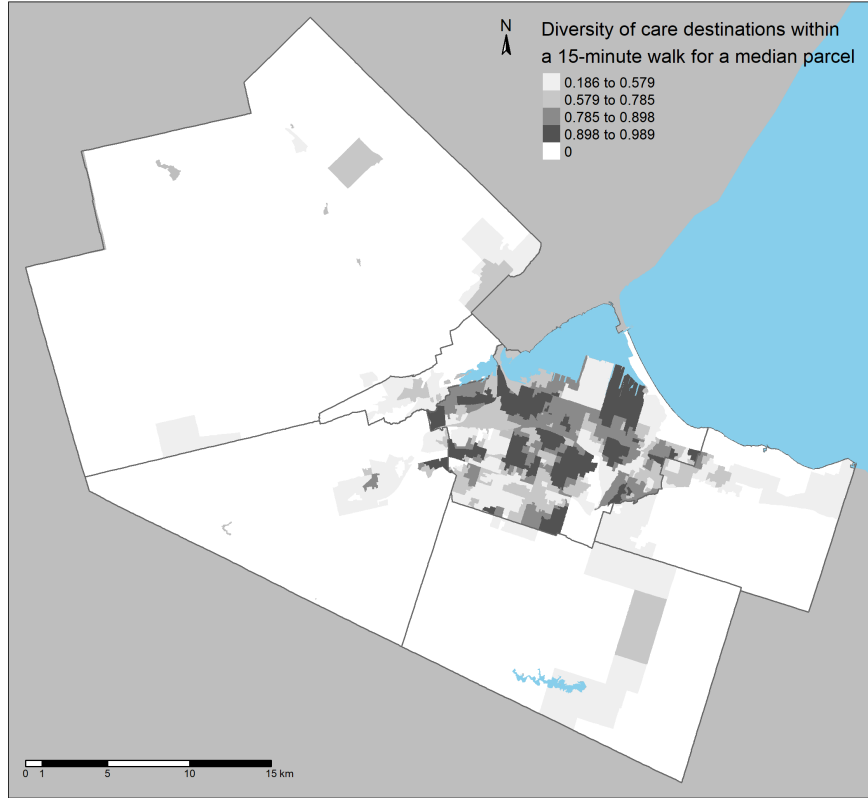 N
Diversity of care destinations within
a 15-minute walk for a median parcel
0.186 to 0.579
0.579 to 0.785
0.785 to 0.898
0.898 to 0.989
0
0 1 5 10 15 km